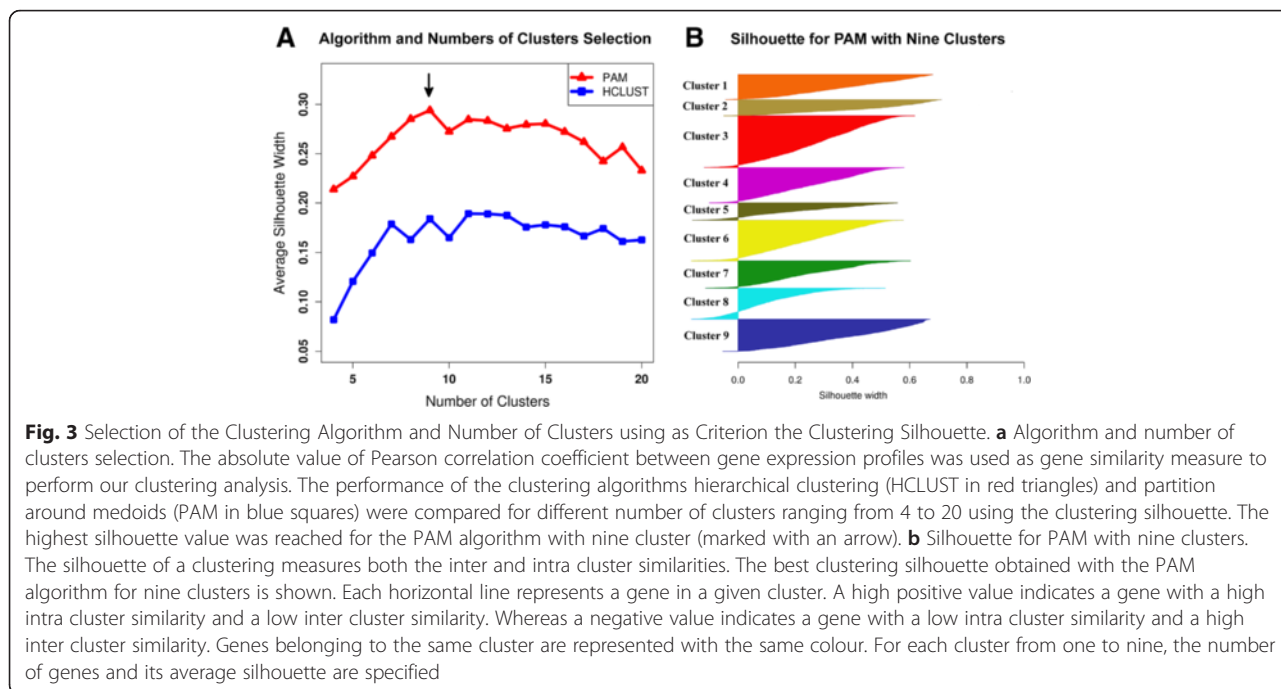 A Algorithm and Numbers of Clusters Selection
PAM
HCLUST
Average Silhouette Width
0.30
0.25
0.20
0.15
0.10
0.05
5 10 15 20
Number of Clusters
B Silhouette for PAM with Nine Clusters
Cluster 1
Cluster 2
Cluster 3
Cluster 4
Cluster 5
Cluster 6
Cluster 7
Cluster 8
Cluster 9
0.0 0.2 0.4 0.6 0.8 1.0
Silhouette width
Fig. 3 Selection of the Clustering Algorithm and Number of Clusters using as Criterion the Clustering Silhouette. a Algorithm and number of
clusters selection. The absolute value of Pearson correlation coefficient between gene expression profiles was used as gene similarity measure to
perform our clustering analysis. The performance of the clustering algorithms hierarchical clustering (HCLUST in red triangles) and partition
around medoids (PAM in blue squares) were compared for different number of clusters ranging from 4 to 20 using the clustering silhouette. The
highest silhouette value was reached for the PAM algorithm with nine cluster (marked with an arrow). b Silhouette for PAM with nine clusters.
The silhouette of a clustering measures both the inter and intra cluster similarities. The best clustering silhouette obtained with the PAM
algorithm for nine clusters is shown. Each horizontal line represents a gene in a given cluster. A high positive value indicates a gene with a high
intra cluster similarity and a low inter cluster similarity. Whereas a negative value indicates a gene with a low intra cluster similarity and a high
inter cluster similarity. Genes belonging to the same cluster are represented with the same colour. For each cluster from one to nine, the number
of genes and its average silhouette are specified